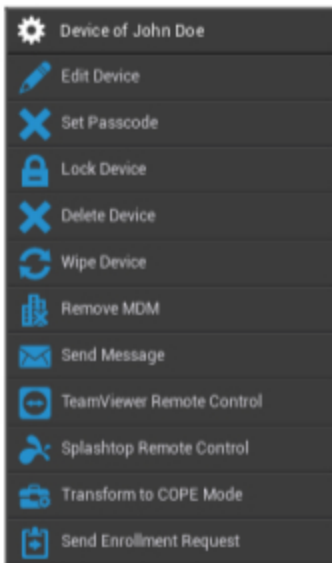 Device of John Doe
Edit Device
Set Passcode
Lock Device
Delete Device
Wipe Device
Remove MDM
Send Message
TeamViewer Remote Control
Splashtop Remote Control
Transform to COPE Mode
Send Enrollment Request